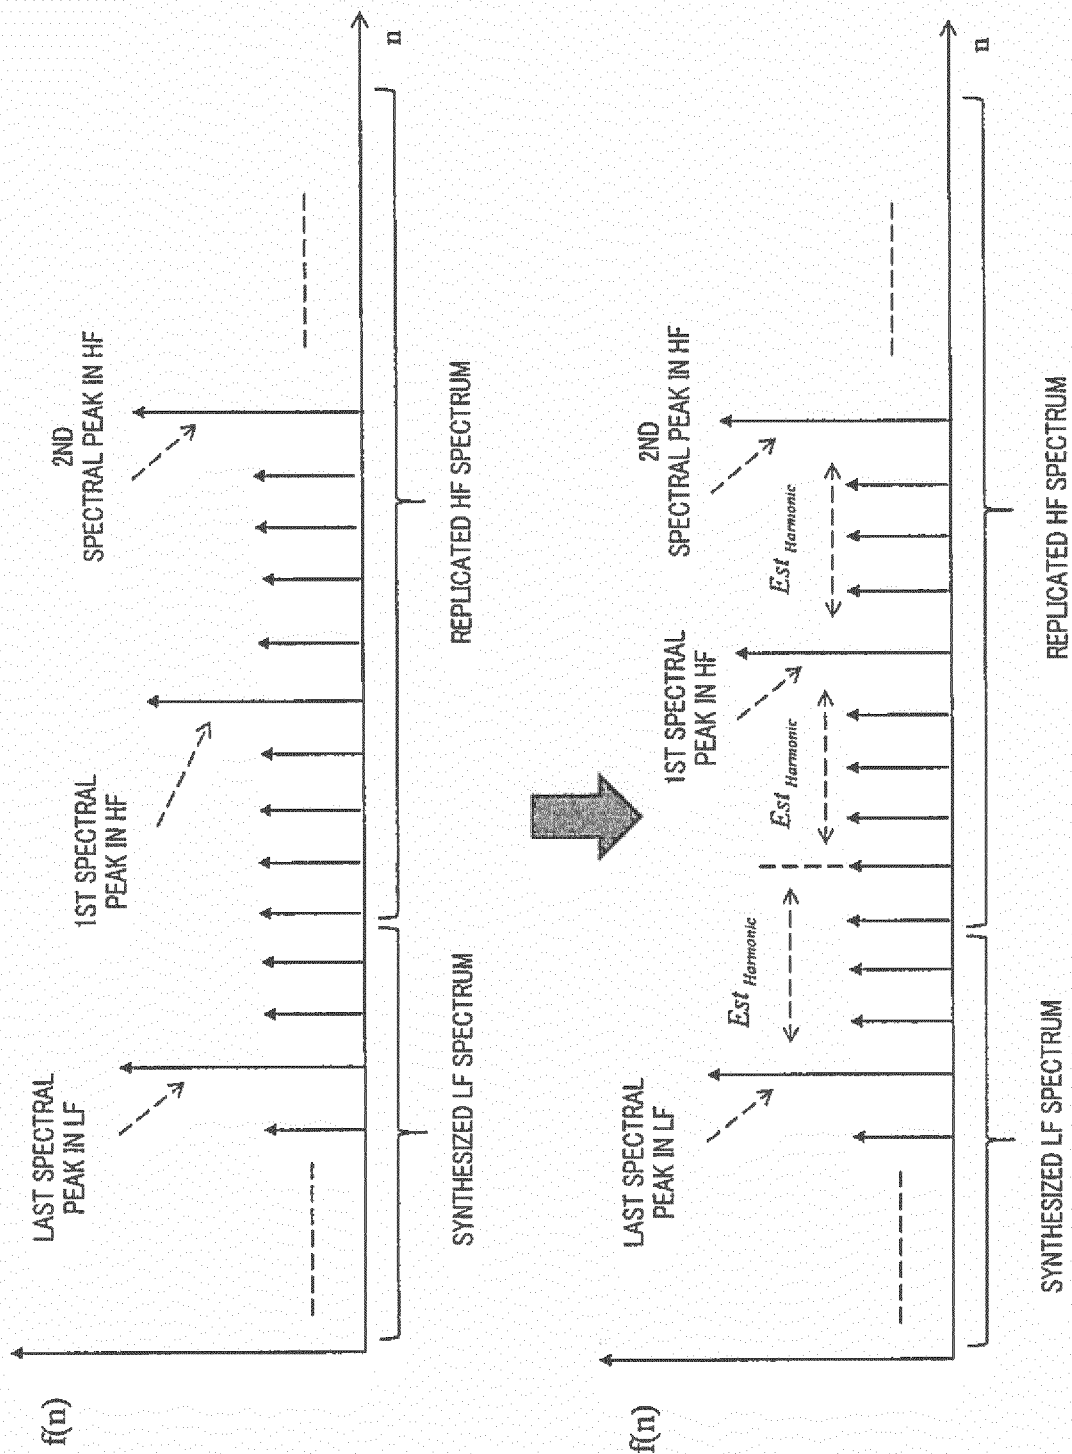 f(n)
LAST SPECTRAL
PEAK IN LF
1ST SPECTRAL
PEAK IN HF
2ND
SPECTRAL PEAK IN HF
n
SYNTHESIZED LF SPECTRUM
REPLICATED HF SPECTRUM
f(n)
LAST SPECTRAL
PEAK IN LF
Est Harmonic
Est Harmonic
1ST SPECTRAL
PEAK IN HF
Est Harmonic
2ND
SPECTRAL PEAK IN HF
n
SYNTHESIZED LF SPECTRUM
REPLICATED HF SPECTRUM